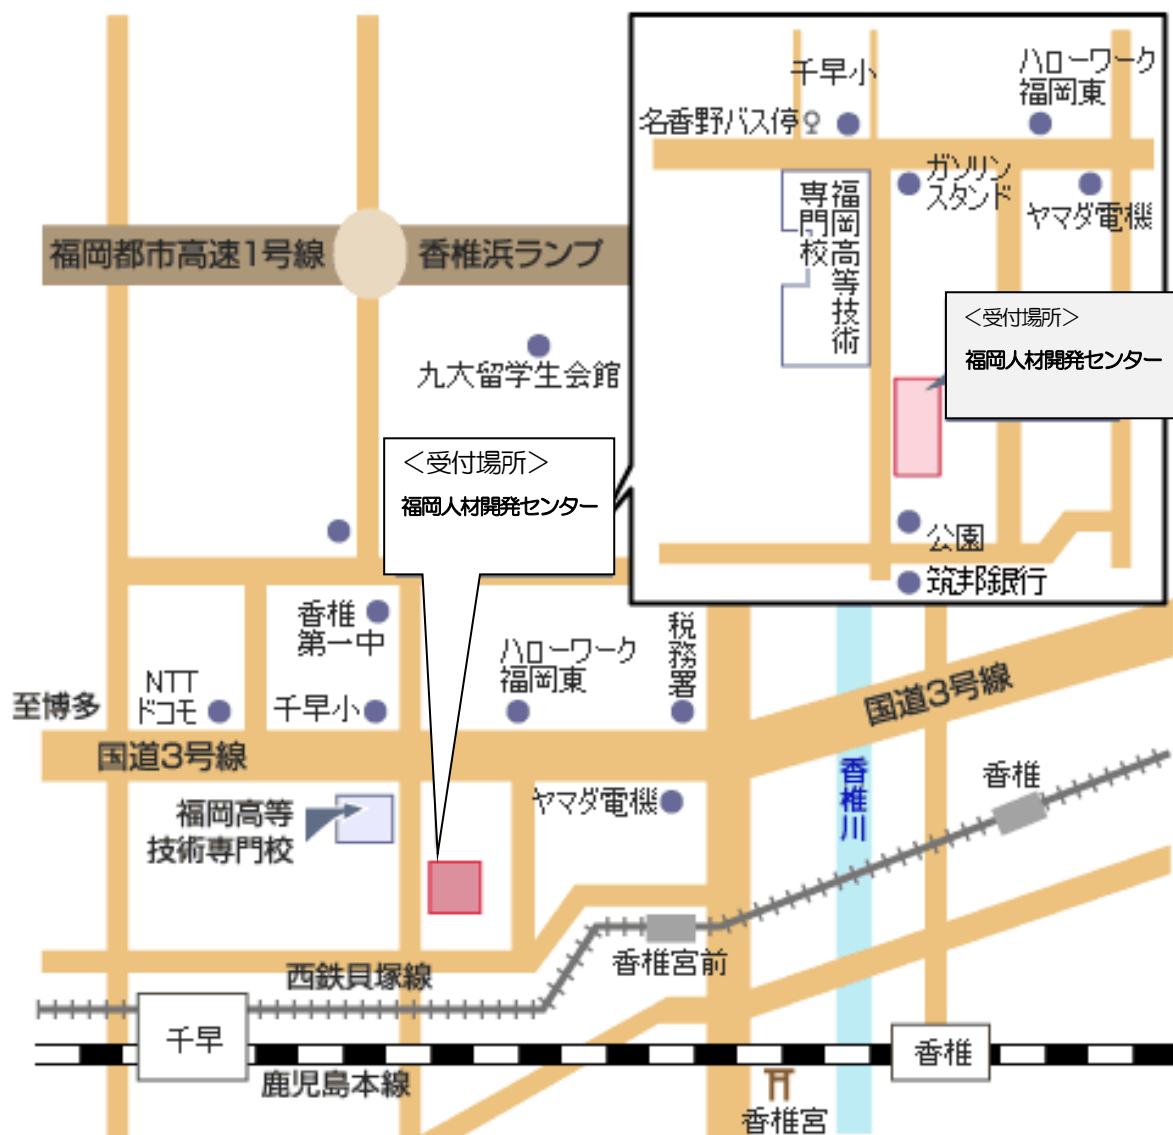 千早小
ハローワーク
福岡東
名香野バス停
ガソリン
スタンド
ヤマダ電機
福岡高等技術
専門校
＜受付場所＞
福岡人材開発センター
公園
筑邦銀行
福岡都市高速1号線
香椎浜ランプ
九大留学生会館
＜受付場所＞
福岡人材開発センター
香椎
第一中
ハローワーク
福岡東
税務署
NTT
ドコモ
千早小
至博多
国道3号線
国道3号線
福岡高等
技術専門校
ヤマダ電機
香椎川
香椎
香椎宮前
西鉄貝塚線
千早
香椎
鹿児島本線
香椎宮